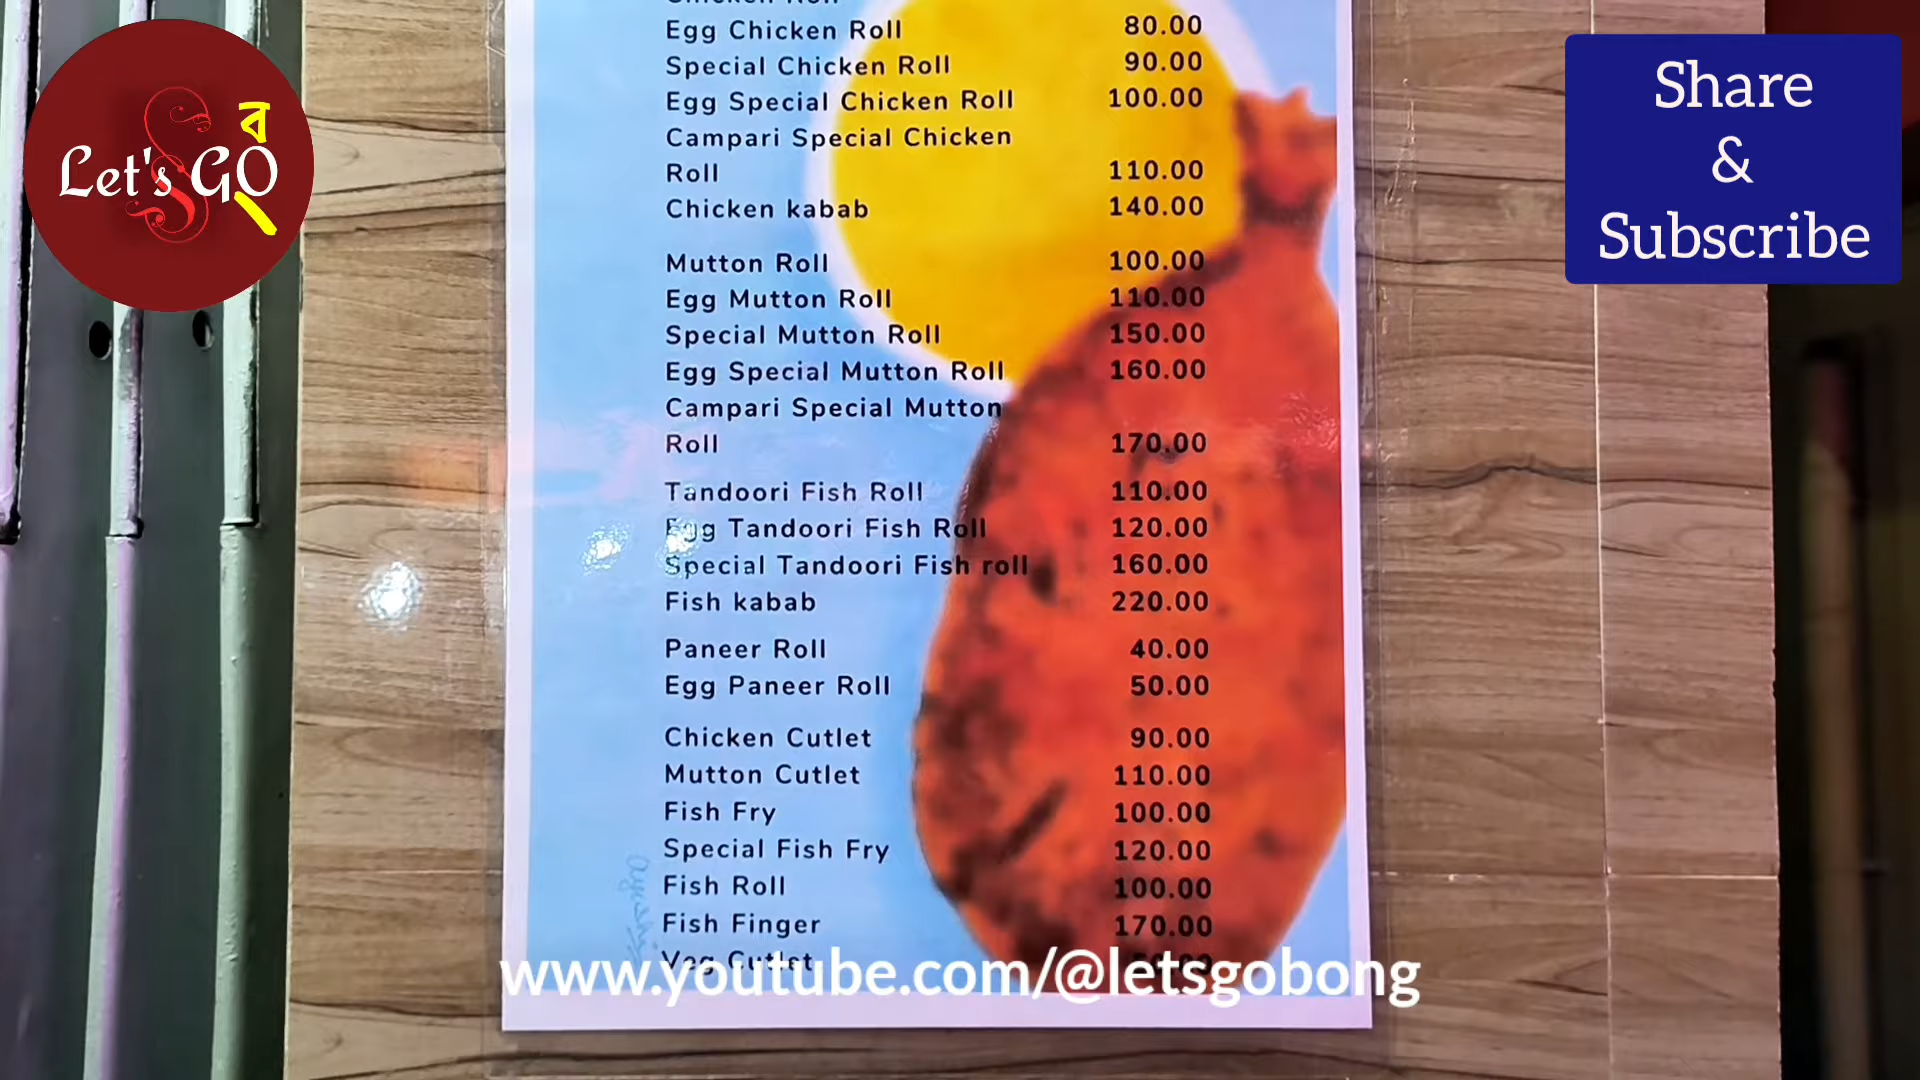 Chicken Roll
Egg Chicken Roll 80.00
Special Chicken Roll 90.00
Egg Special Chicken Roll 100.00
Campari Special Chicken
Roll 110.00
Chicken kabab 140.00
Mutton Roll 100.00
Egg Mutton Roll 110.00
Special Mutton Roll 150.00
Egg Special Mutton Roll 160.00
Campari Special Mutton
Roll 170.00
Tandoori Fish Roll 110.00
Egg Tandoori Fish Roll 120.00
Special Tandoori Fish roll 160.00
Fish kabab 220.00
Paneer Roll 40.00
Egg Paneer Roll 50.00
Chicken Cutlet 90.00
Mutton Cutlet 110.00
Fish Fry 100.00
Special Fish Fry 120.00
Fish Roll 100.00
Fish Finger 170.00
Veg Cutlet
www.youtube.com/@letsgobong
Let's GO
ব
Share
&
Subscribe